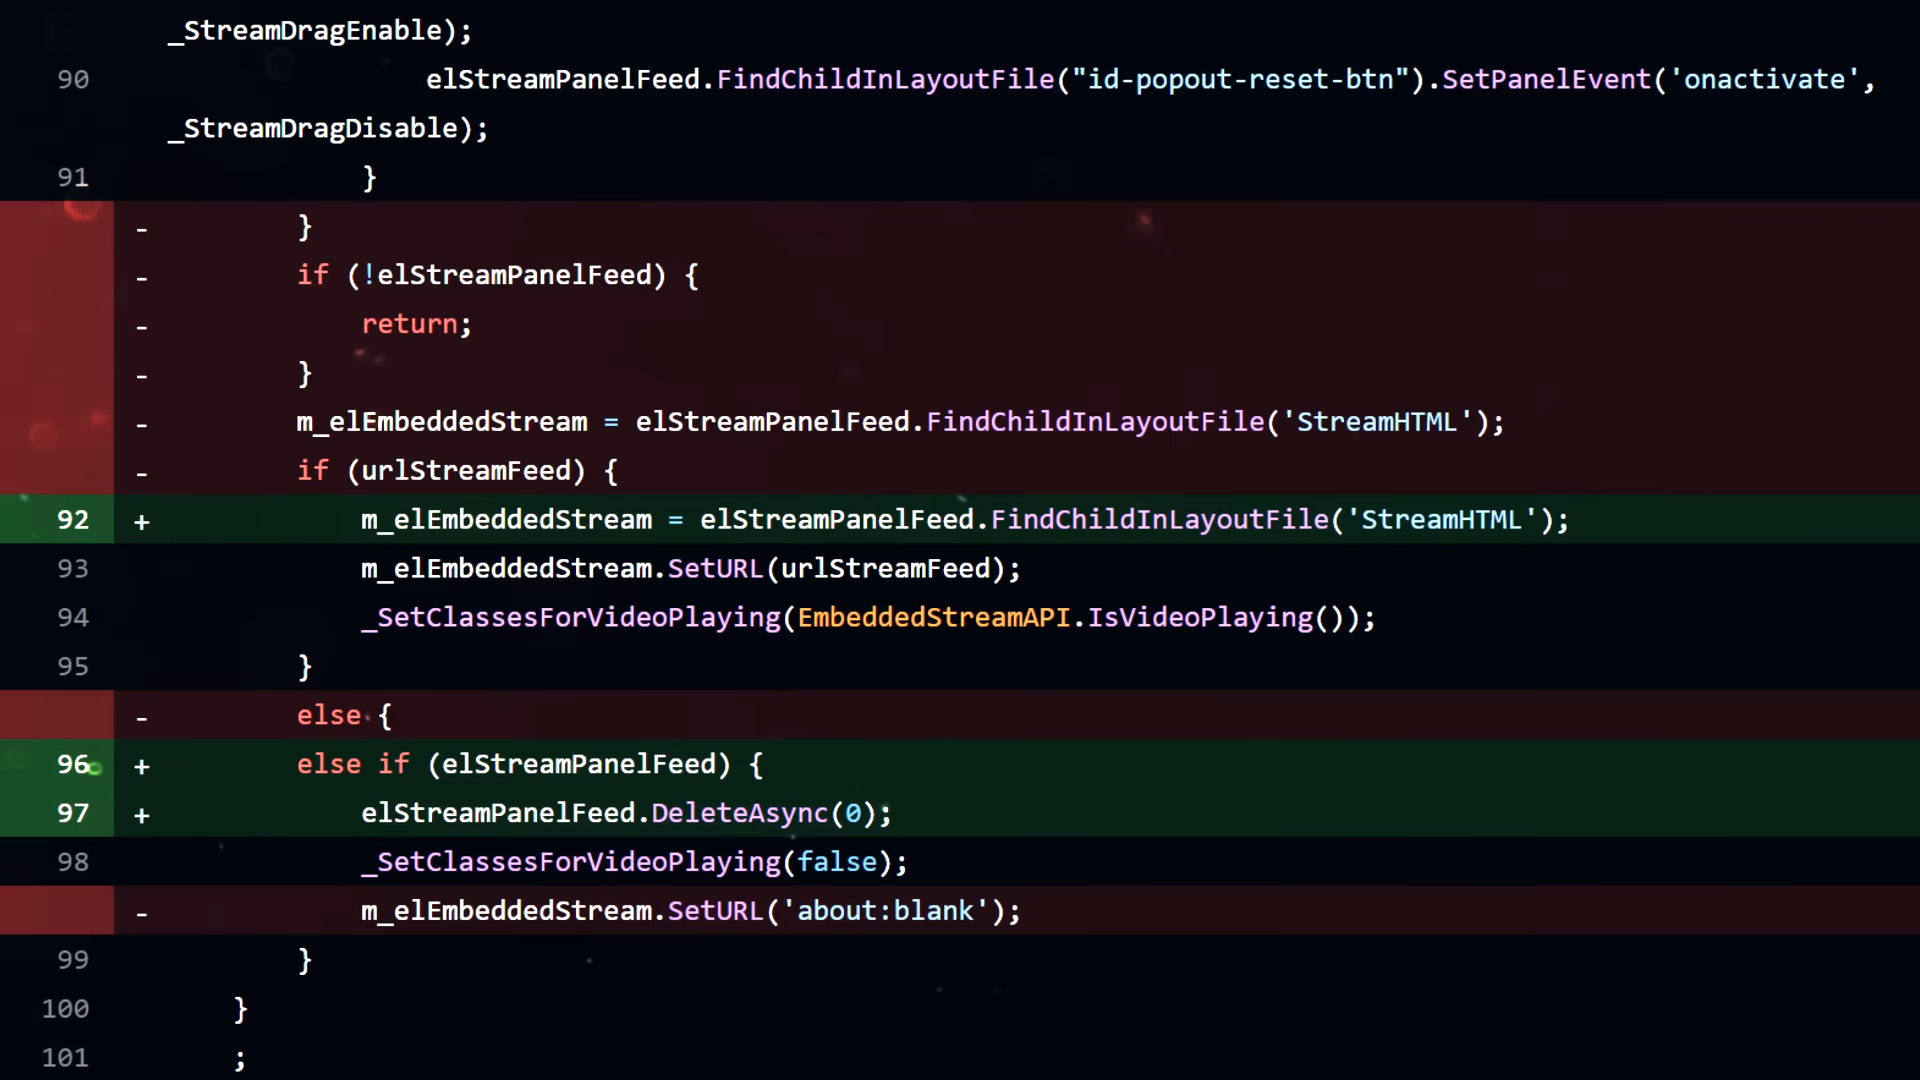 _StreamDragEnable);
90 elStreamPanelFeed.FindChildInLayoutFile("id-popout-reset-btn").SetPanelEvent('onactivate',
_StreamDragDisable);
91 }
- }
- if (!elStreamPanelFeed) {
- return;
- }
- m_elEmbeddedStream = elStreamPanelFeed.FindChildInLayoutFile('StreamHTML');
- if (urlStreamFeed) {
92 + m_elEmbeddedStream = elStreamPanelFeed.FindChildInLayoutFile('StreamHTML');
93 m_elEmbeddedStream.SetURL(urlStreamFeed);
94 _SetClassesForVideoPlaying(EmbeddedStreamAPI.IsVideoPlaying());
95 }
- else {
96 + else if (elStreamPanelFeed) {
97 + elStreamPanelFeed.DeleteAsync(0);
98 _SetClassesForVideoPlaying(false);
- m_elEmbeddedStream.SetURL('about:blank');
99 }
100 }
101 ;